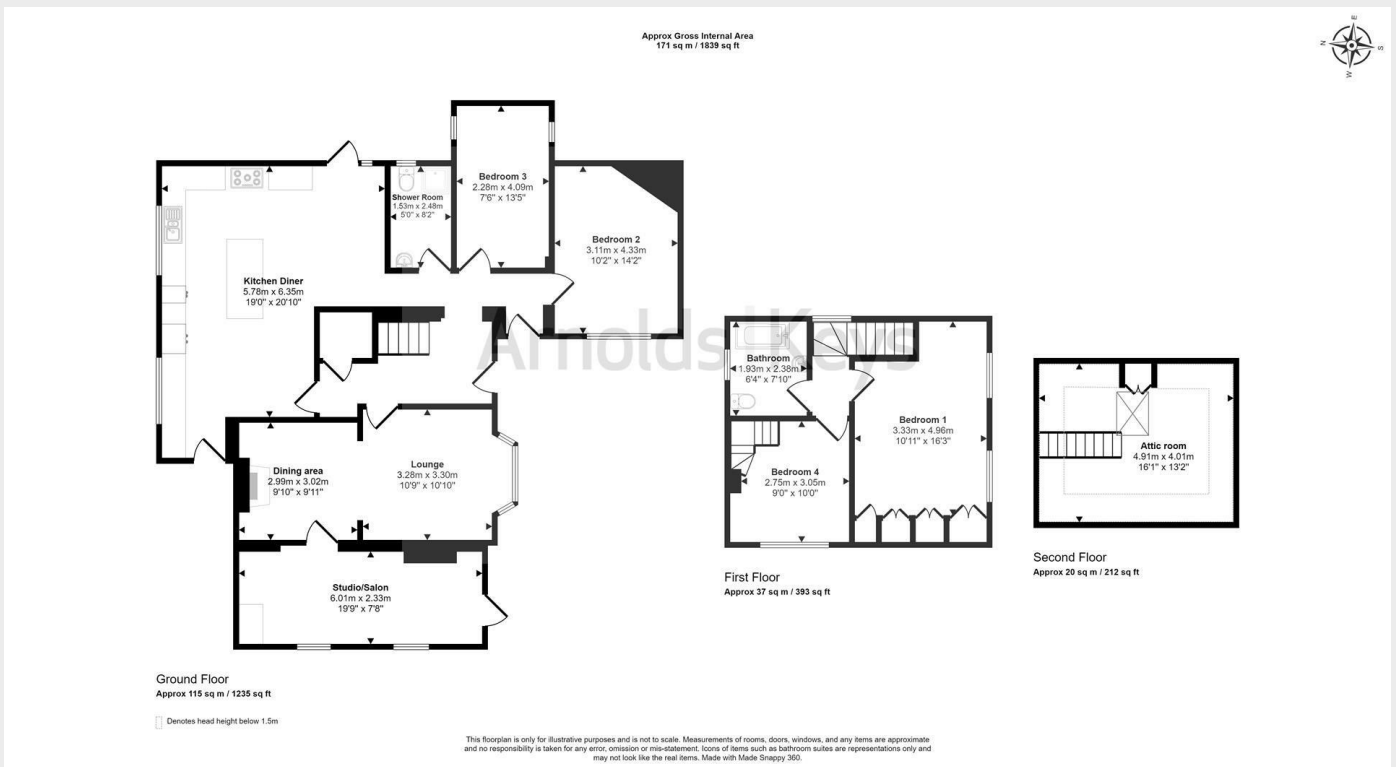 Approx Gross Internal Area
171 sq m / 1839 sq ft
N
E
S
W
Bedroom 3
2.28m x 4.09m
7'6" x 13'5"
Shower Room
1.53m x 2.48m
5'0" x 8'2"
Bedroom 2
3.11m x 4.33m
10'2" x 14'2"
Kitchen Diner
5.78m x 6.35m
19'0" x 20'10"
Dining area
2.99m x 3.02m
9'10" x 9'11"
Lounge
3.28m x 3.30m
10'9" x 10'10"
Studio/Salon
6.01m x 2.33m
19'9" x 7'8"
Arnolds | Keys
Bathroom
1.93m x 2.38m
6'4" x 7'10"
Bedroom 1
3.33m x 4.96m
10'11" x 16'3"
Bedroom 4
2.75m x 3.05m
9'0" x 10'0"
Attic room
4.91m x 4.01m
16'1" x 13'2"
Second Floor
Approx 20 sq m / 212 sq ft
First Floor
Approx 37 sq m / 393 sq ft
Ground Floor
Approx 115 sq m / 1235 sq ft
Denotes head height below 1.5m
This floorplan is only for illustrative purposes and is not to scale. Measurements of rooms, doors, windows, and any items are approximate
and no responsibility is taken for any error, omission or mis-statement. Icons of items such as bathroom suites are representations only and
may not look like the real items. Made with Made Snappy 360.